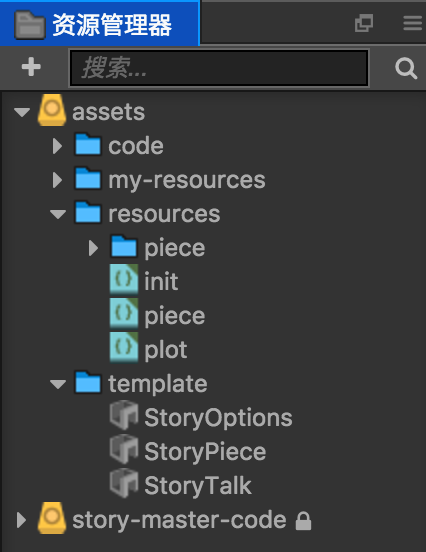 资源管理器
搜索...
assets
code
my-resources
resources
piece
init
piece
plot
template
StoryOptions
StoryPiece
StoryTalk
story-master-code